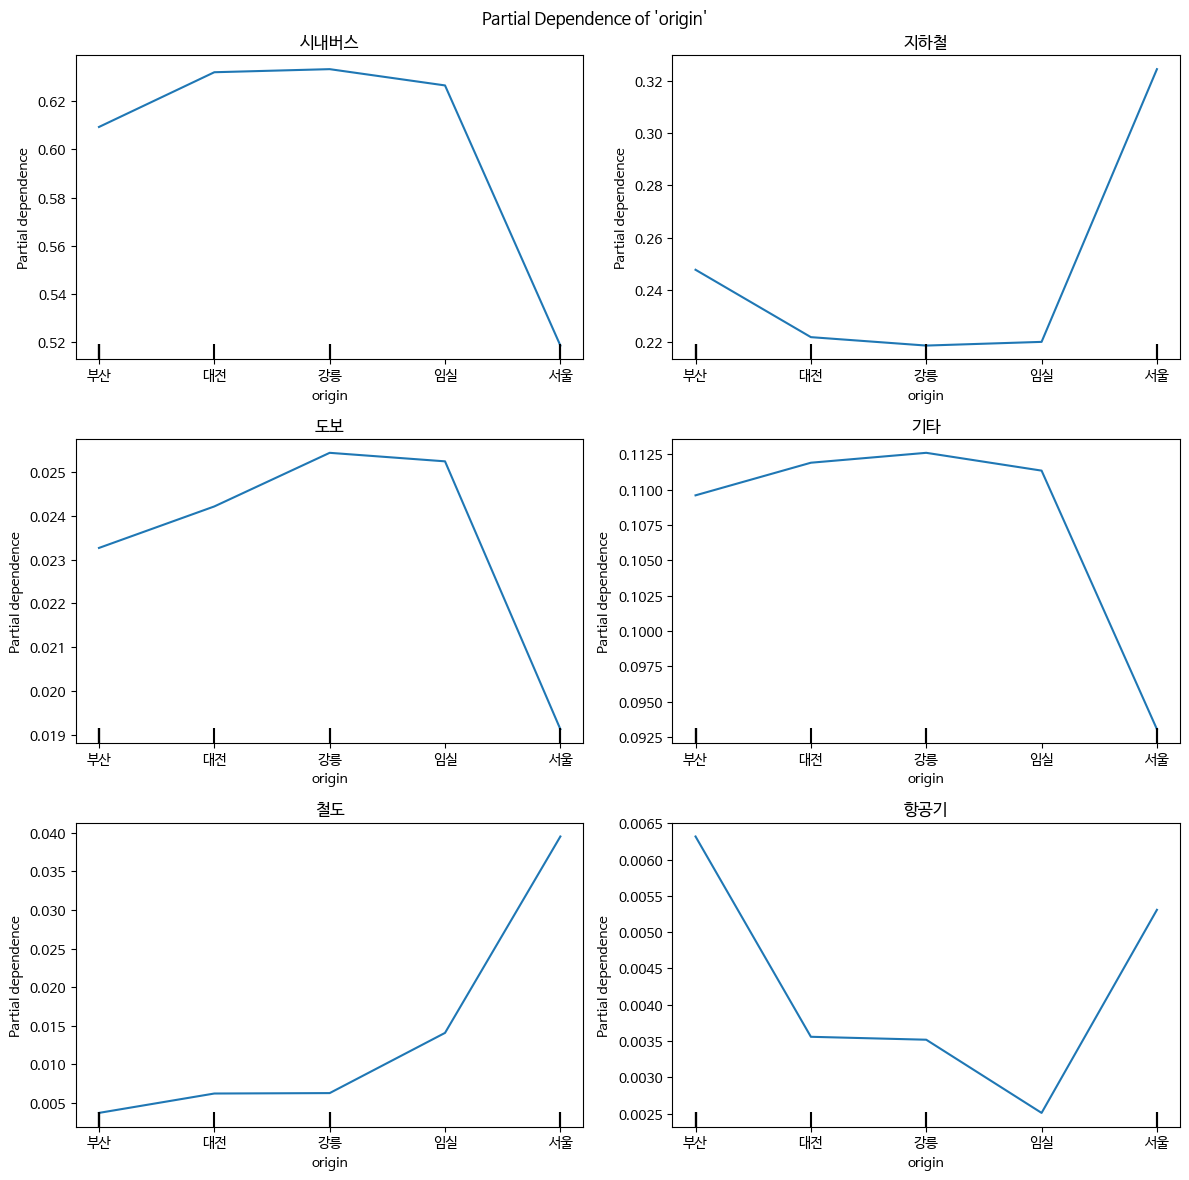 Partial Dependence of 'origin'
시내버스
Partial dependence
0.62
0.60
0.58
0.56
0.54
0.52
부산 대전 강릉 임실 서울
origin
지하철
Partial dependence
0.32
0.30
0.28
0.26
0.24
0.22
부산 대전 강릉 임실 서울
origin
도보
Partial dependence
0.025
0.024
0.023
0.022
0.021
0.020
0.019
부산 대전 강릉 임실 서울
origin
기타
Partial dependence
0.1125
0.1100
0.1075
0.1050
0.1025
0.1000
0.0975
0.0950
0.0925
부산 대전 강릉 임실 서울
origin
철도
Partial dependence
0.040
0.035
0.030
0.025
0.020
0.015
0.010
0.005
부산 대전 강릉 임실 서울
origin
항공기
Partial dependence
0.0065
0.0060
0.0055
0.0050
0.0045
0.0040
0.0035
0.0030
0.0025
부산 대전 강릉 임실 서울
origin